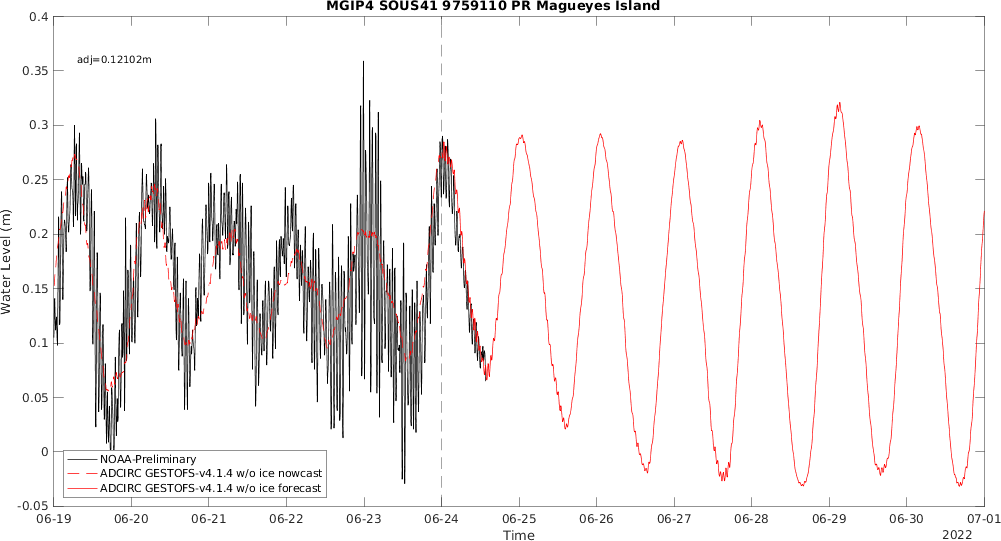 MGIP4 SOUS41 9759110 PR Magueyes Island
adj=0.12102m
Water Level (m)
0.4
0.35
0.3
0.25
0.2
0.15
0.1
0.05
0
-0.05
NOAA-Preliminary
ADCIRC GESTOFS-v4.1.4 w/o ice nowcast
ADCIRC GESTOFS-v4.1.4 w/o ice forecast
06-19 06-20 06-21 06-22 06-23 06-24 06-25 06-26 06-27 06-28 06-29 06-30 07-01
Time
2022